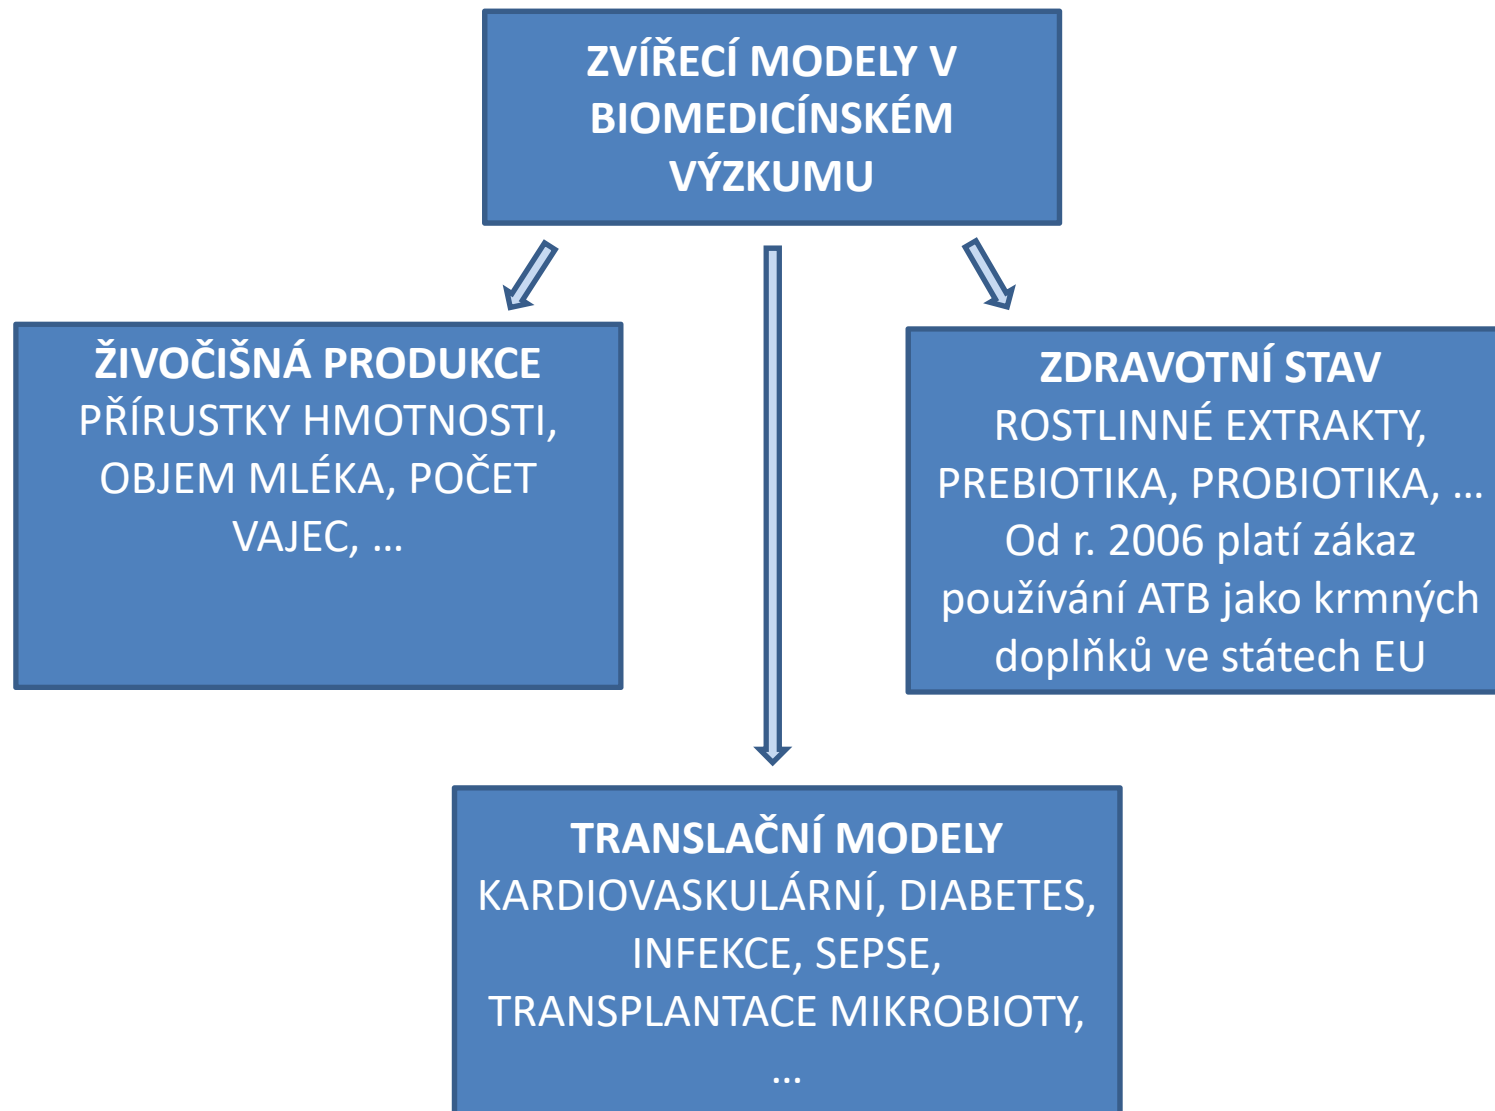 ZVÍŘECÍ MODELY V
BIOMEDICÍNSKÉM
VÝZKUMU
ŽIVOČIŠNÁ PRODUKCE
PŘÍRUSTKY HMOTNOSTI,
OBJEM MLÉKA, POČET
VAJEC, ...
ZDRAVOTNÍ STAV
ROSTLINNÉ EXTRAKTY,
PREBIOTIKA, PROBIOTIKA, ...
Od r. 2006 platí zákaz
používání ATB jako krmných
doplňků ve státech EU
TRANSLAČNÍ MODELY
KARDIOVASKULÁRNÍ, DIABETES,
INFEKCE, SEPSE,
TRANSPLANTACE MIKROBIOTY,
...